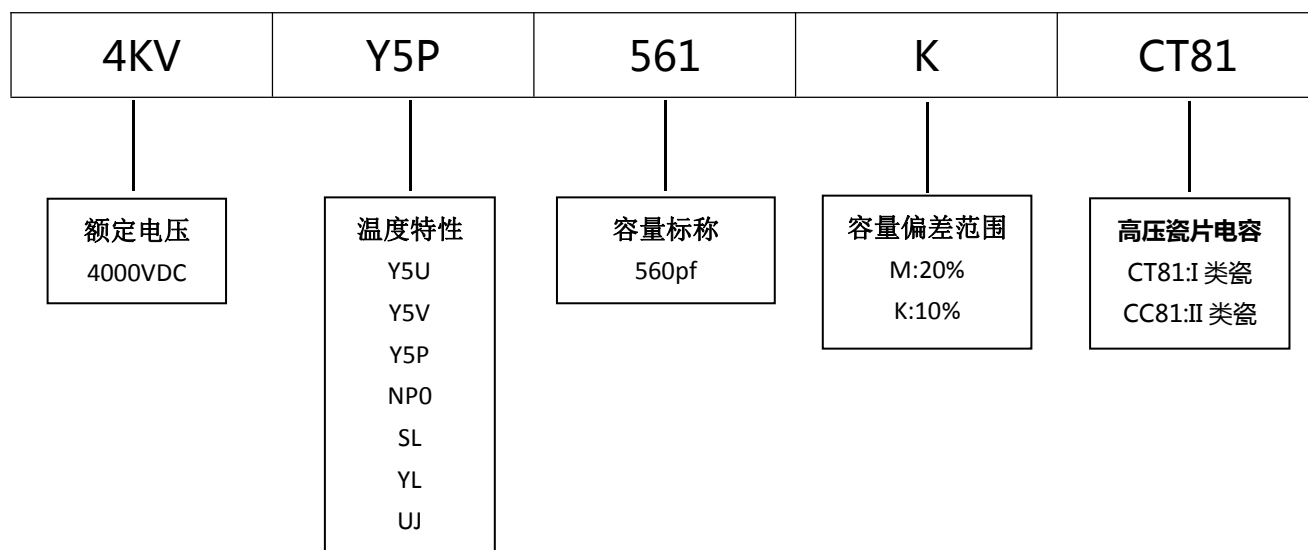 4KV Y5P 561 K CT81
额定电压
4000VDC
温度特性
Y5U
Y5V
Y5P
NP0
SL
YL
UJ
容量标称
560pf
容量偏差范围
M:20%
K:10%
高压瓷片电容
CT81:I 类瓷
CC81:II 类瓷